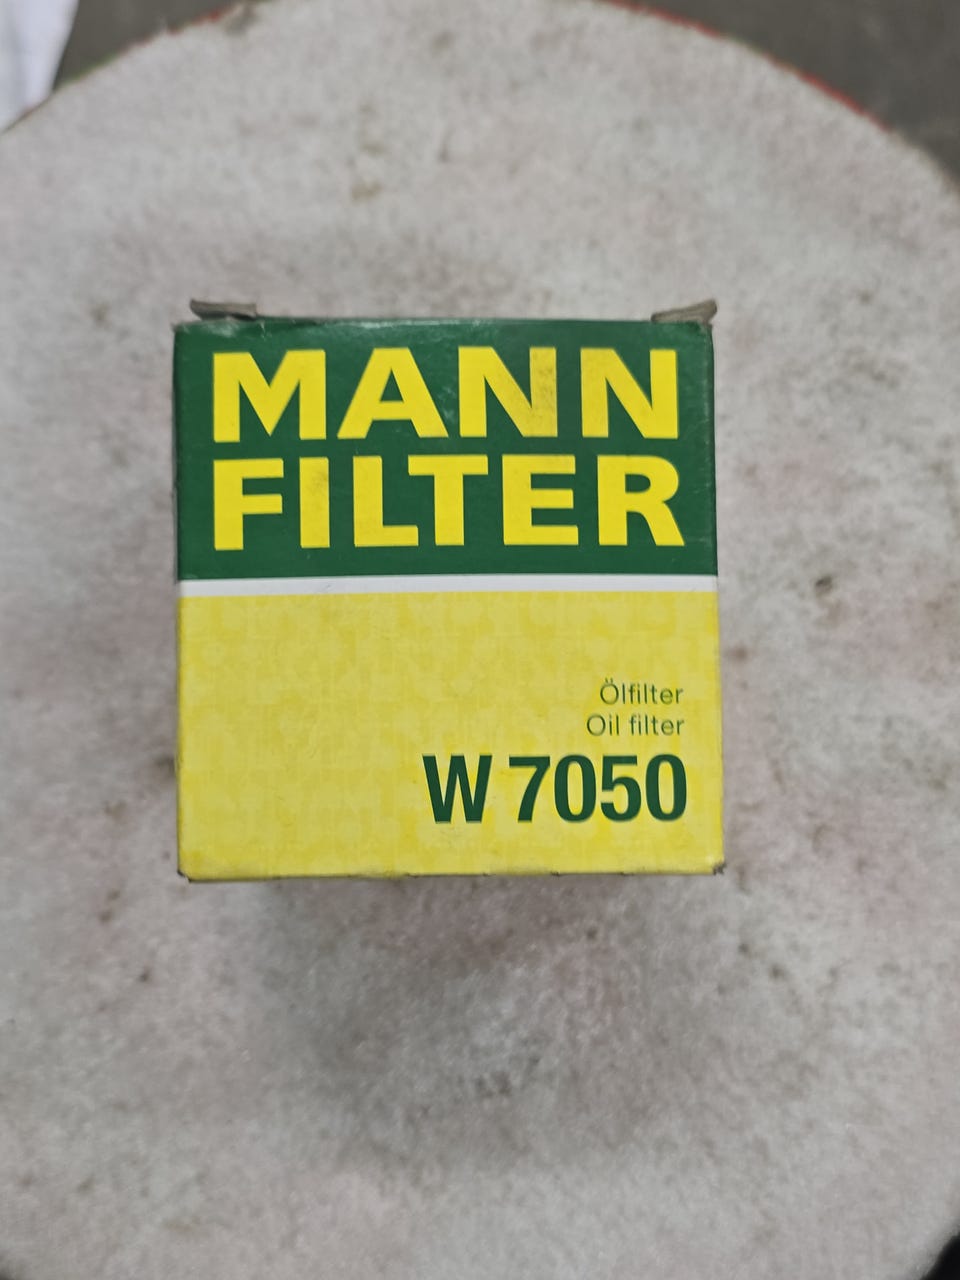 MANN
FILTER
Ölfilter
Oil filter
W 7050